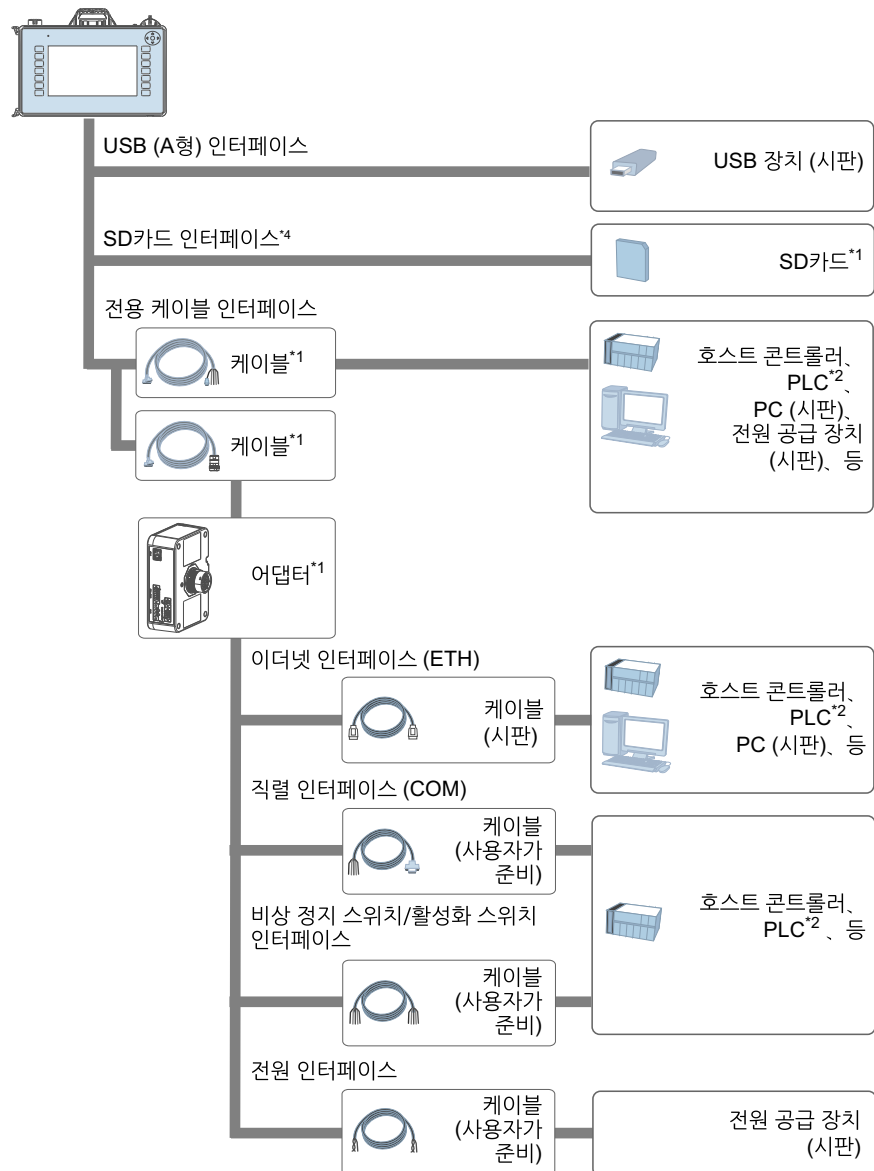 USB (A형) 인터페이스
USB 장치 (시판)
SD카드 인터페이스*4
SD카드*1
전용 케이블 인터페이스
케이블*1
호스트 콘트롤러、
PLC*2、
PC (시판)、
전원 공급 장치
(시판)、등
케이블*1
어댑터*1
이더넷 인터페이스 (ETH)
케이블
(시판)
호스트 콘트롤러、
PLC*2、
PC (시판)、등
직렬 인터페이스 (COM)
케이블
(사용자가
준비)
비상 정지 스위치/활성화 스위치
인터페이스
케이블
(사용자가
준비)
호스트 콘트롤러、
PLC*2 、등
전원 인터페이스
케이블
(사용자가
준비)
전원 공급 장치
(시판)